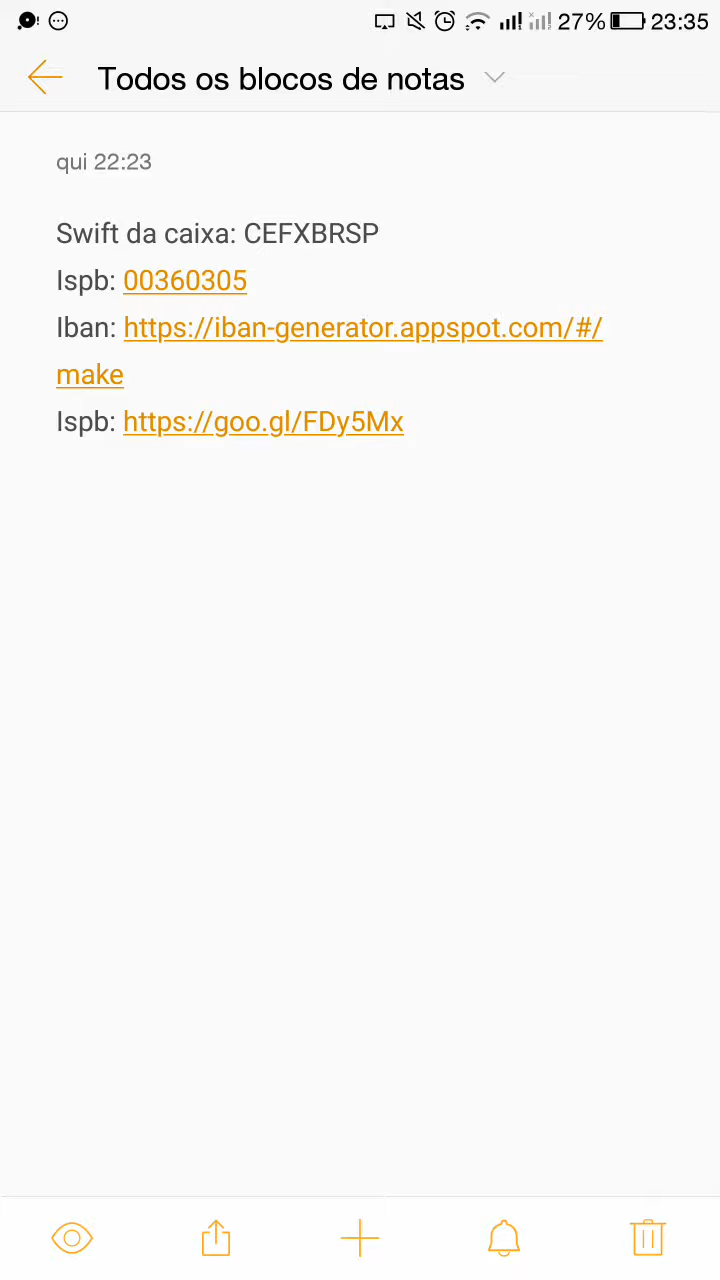 27% 23:35
Todos os blocos de notas
qui 22:23
Swift da caixa: CEFXBRSP
Ispb: 00360305
Iban: https://iban-generator.appspot.com/#/
make
Ispb: https://goo.gl/FDy5Mx